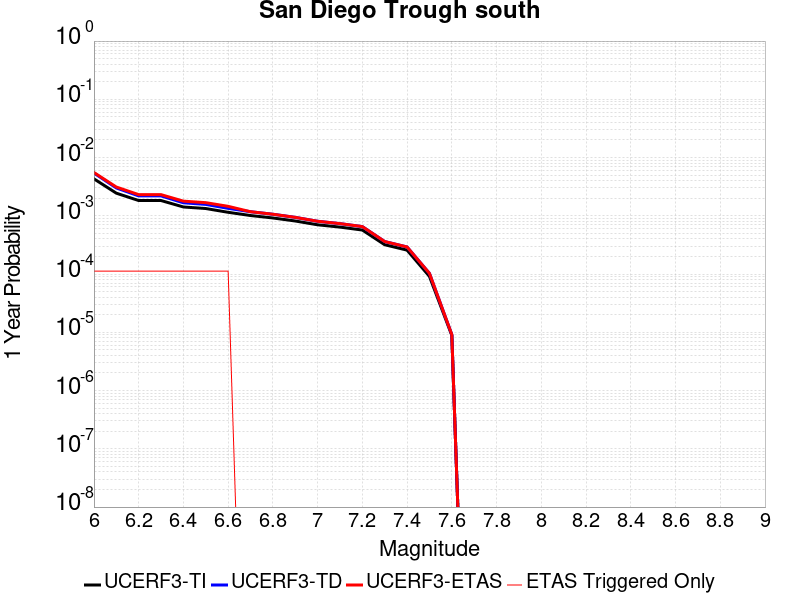 San Diego Trough south
10^0
10^-1
10^-2
10^-3
10^-4
10^-5
10^-6
10^-7
10^-8
1 Year Probability
6 6.2 6.4 6.6 6.8 7 7.2 7.4 7.6 7.8 8 8.2 8.4 8.6 8.8 9
Magnitude
UCERF3-TI UCERF3-TD UCERF3-ETAS ETAS Triggered Only